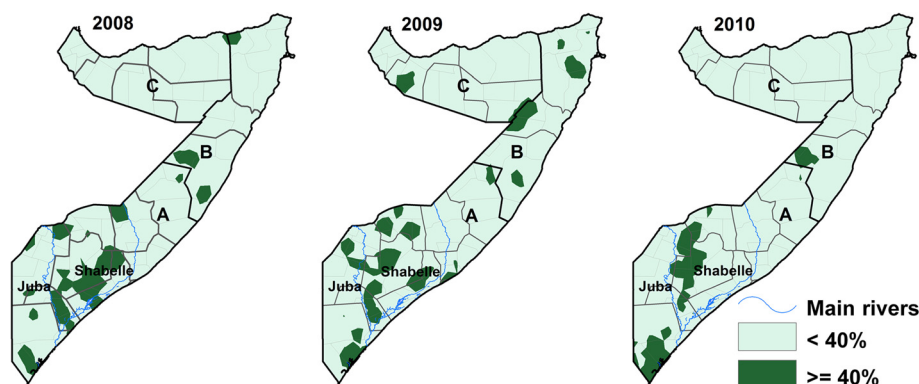 2008
C
B
A
Shabelle
Juba
2009
C
B
A
Shabelle
Juba
2010
C
B
A
Shabelle
Juba
Main rivers
< 40%
>= 40%